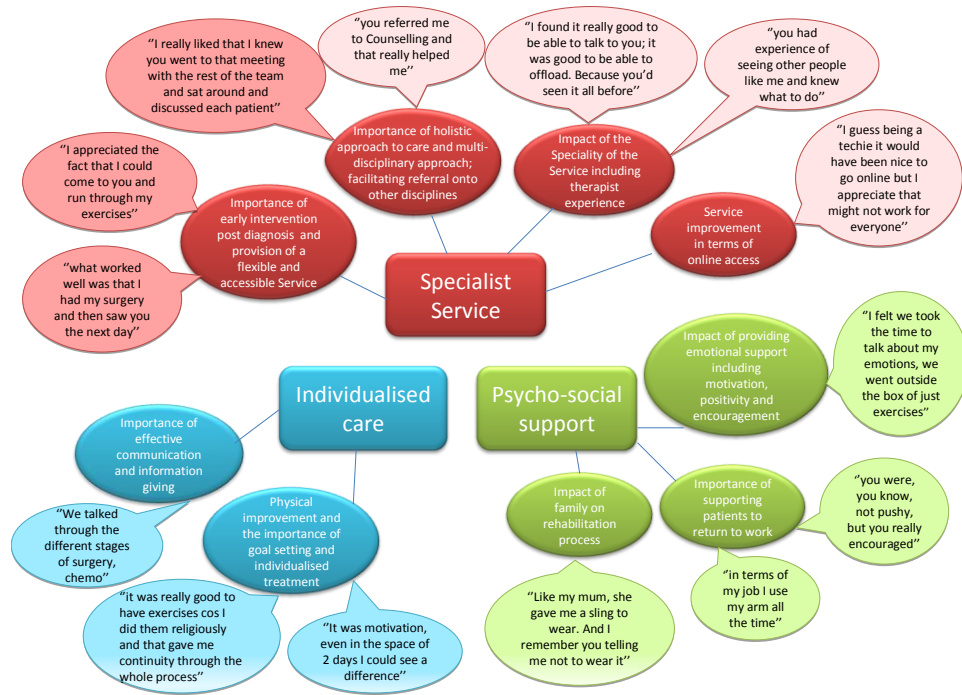 ‘’I really liked that I knew
you went to that meeting
with the rest of the team
and sat around and
discussed each patient’’
‘’you referred me
to Counselling and
that really helped
me’’
‘’I found it really good to
be able to talk to you; it
was good to be able to
offload. Because you’d
seen it all before’’
‘’you had
experience of
seeing other people
like me and knew
what to do’’
‘’I appreciated the
fact that I could
come to you and
run through my
exercises’’
Importance of holistic
approach to care and multi-
disciplinary approach;
facilitating referral onto
other disciplines
Impact of the
Speciality of the
Service including
therapist
experience
‘’I guess being a
techie it would
have been nice to
go online but I
appreciate that
might not work for
everyone’’
Importance of
early intervention
post diagnosis and
provision of a
flexible and
accessible Service
Service
improvement
in terms of
online access
‘’what worked
well was that I
had my surgery
and then saw you
the next day’’
Specialist
Service
Individualised
care
Psycho-social
support
Impact of providing
emotional support
including
motivation,
positivity and
encouragement
‘’I felt we took
the time to
talk about my
emotions, we
went outside
the box of just
exercises’’
Importance of
effective
communication
and information
giving
Physical
improvement and
the importance of
goal setting and
individualised
treatment
Impact of
family on
rehabilitation
process
Importance of
supporting
patients to
return to work
‘’you were,
you know,
not pushy,
but you really
encouraged’’
‘’We talked
through the
different stages
of surgery,
chemo’’
‘’it was really good to
have exercises cos I
did them religiously
and that gave me
continuity through the
whole process’’
‘’It was motivation,
even in the space of
2 days I could see a
difference’’
‘’Like my mum, she
gave me a sling to
wear. And I
remember you telling
me not to wear it’’
‘’in terms of
my job I use
my arm all
the time’’